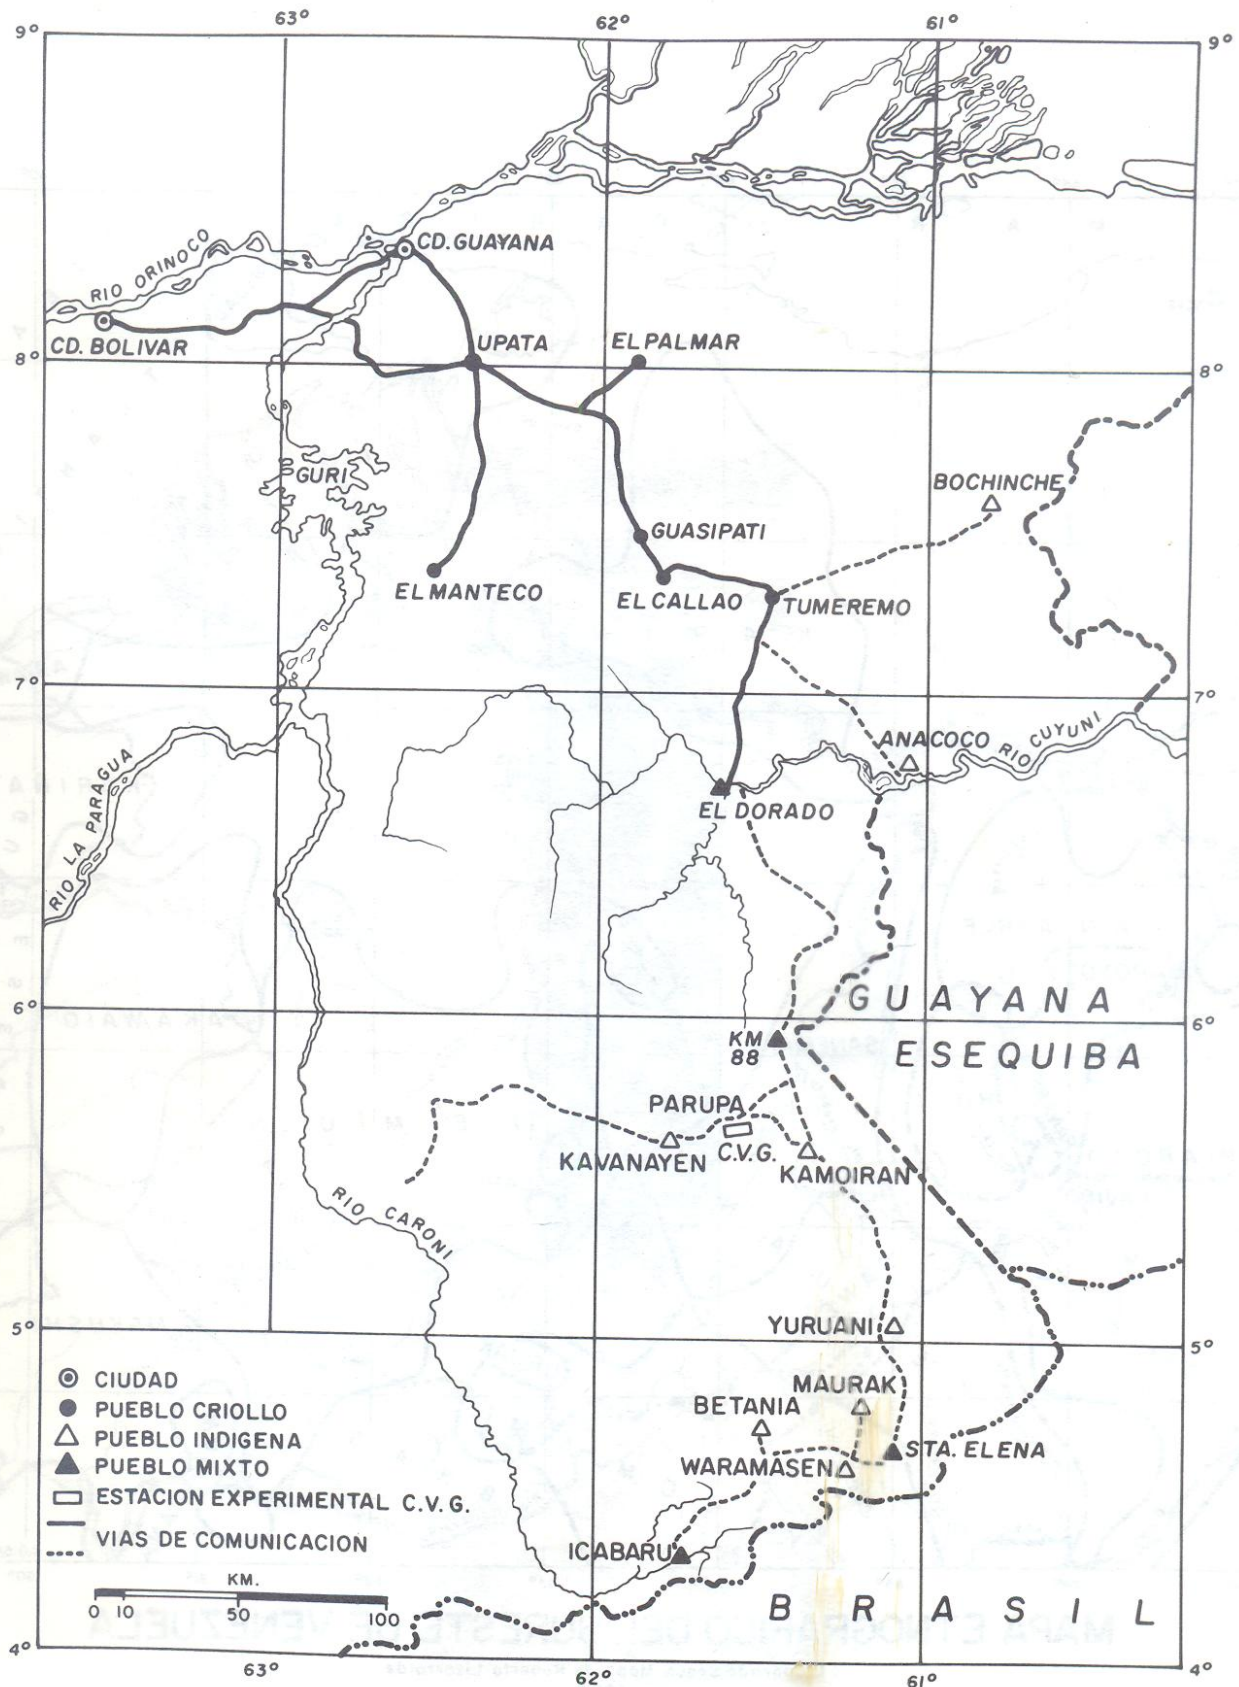 63°
62°
61°
9°
9°
CD. GUAYANA
RIO ORINOCO
CD. BOLIVAR
UPATA
EL PALMAR
8°
8°
GURI
BOCHINCHE
GUASIPATI
EL MANTECO
EL CALLAO
TUMEREMO
7°
7°
ANACOCO
RIO CUYUNI
RIO LA PARAGUA
EL DORADO
6°
6°
GUAYANA
ESEQUIBA
KM
88
PARUPA
C.V.G.
KAVANAYEN
KAMOIRAN
RIO CARONI
5°
5°
YURUANI
MAURAK
BETANIA
STA. ELENA
WARAMASEN
ICABARU
BRASIL
CIUDAD
PUEBLO CRIOLLO
PUEBLO INDIGENA
PUEBLO MIXTO
ESTACION EXPERIMENTAL C.V.G.
VIAS DE COMUNICACION
KM.
0 10 50 100
4°
4°
63°
62°
61°